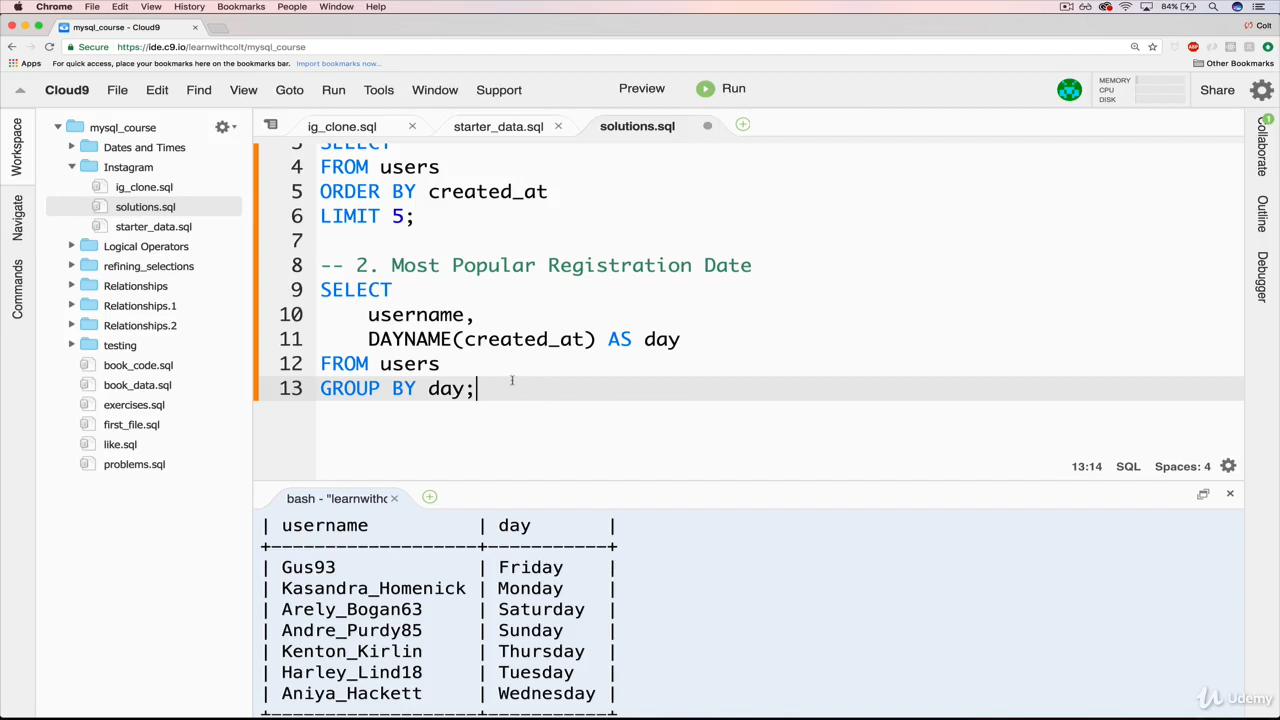 Chrome File Edit View History Bookmarks People Window Help 84%
mysql_course - Cloud9 Colt
Secure https://ide.c9.io/learnwithcolt/mysql_course
Apps For quick access, place your bookmarks here on the bookmarks bar. Import bookmarks now... Other Bookmarks
Cloud9 File Edit Find View Goto Run Tools Window Support Preview Run MEMORY CPU DISK Share
Workspace
Navigate
Commands
mysql_course
Dates and Times
Instagram
ig_clone.sql
solutions.sql
starter_data.sql
Logical Operators
refining_selections
Relationships
Relationships.1
Relationships.2
testing
book_code.sql
book_data.sql
exercises.sql
first_file.sql
like.sql
problems.sql
ig_clone.sql starter_data.sql solutions.sql
3 SELECT
4 FROM users
5 ORDER BY created_at
6 LIMIT 5;
7
8 -- 2. Most Popular Registration Date
9 SELECT
10 username,
11 DAYNAME(created_at) AS day
12 FROM users
13 GROUP BY day;
13:14 SQL Spaces: 4
Collaborate 1
Outline
Debugger
bash - "learnwithc
| username | day |
+-------------------+-----------+
| Gus93 | Friday |
| Kasandra_Homenick | Monday |
| Arely_Bogan63 | Saturday |
| Andre_Purdy85 | Sunday |
| Kenton_Kirlin | Thursday |
| Harley_Lind18 | Tuesday |
| Aniya_Hackett | Wednesday |
+-------------------+-----------+
Udemy